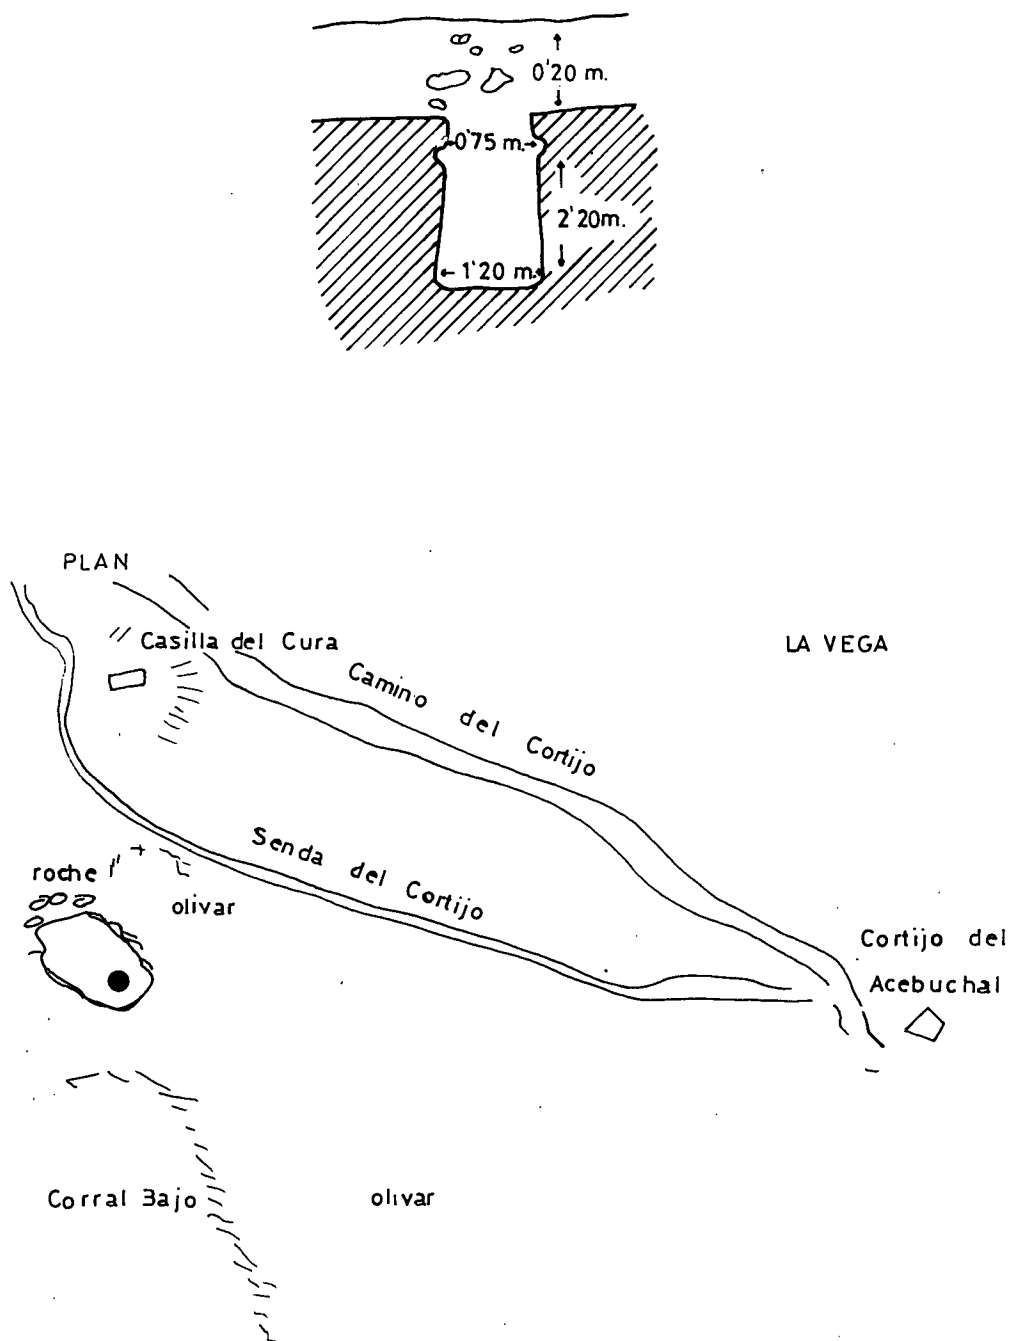 0'20 m.
0'75 m.
2'20m.
1'20 m.
PLAN
Casilla del Cura
LA VEGA
Camino del Cortijo
Senda del Cortijo
roche
olivar
Cortijo del
Acebuchal
Corral Bajo
olivar